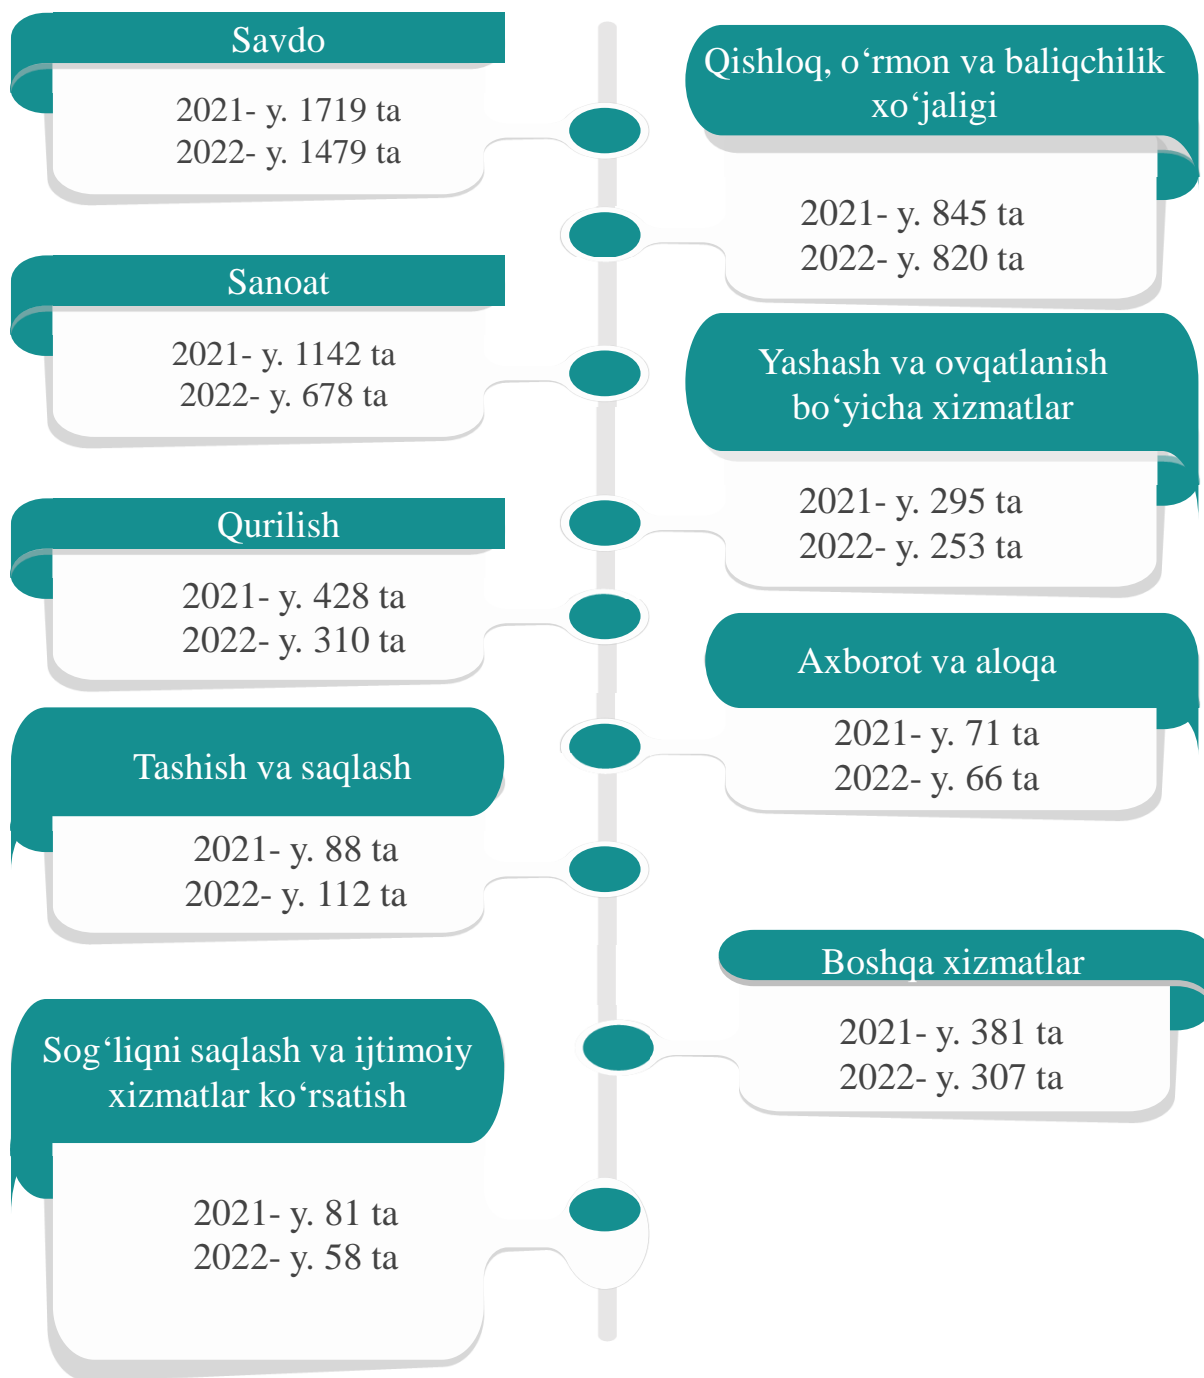 Savdo
2021- y. 1719 ta
2022- y. 1479 ta
Qishloq, o‘rmon va baliqchilik
xo‘jaligi
2021- y. 845 ta
2022- y. 820 ta
Sanoat
2021- y. 1142 ta
2022- y. 678 ta
Yashash va ovqatlanish
bo‘yicha xizmatlar
2021- y. 295 ta
2022- y. 253 ta
Qurilish
2021- y. 428 ta
2022- y. 310 ta
Axborot va aloqa
2021- y. 71 ta
2022- y. 66 ta
Tashish va saqlash
2021- y. 88 ta
2022- y. 112 ta
Boshqa xizmatlar
2021- y. 381 ta
2022- y. 307 ta
Sog‘liqni saqlash va ijtimoiy
xizmatlar ko‘rsatish
2021- y. 81 ta
2022- y. 58 ta